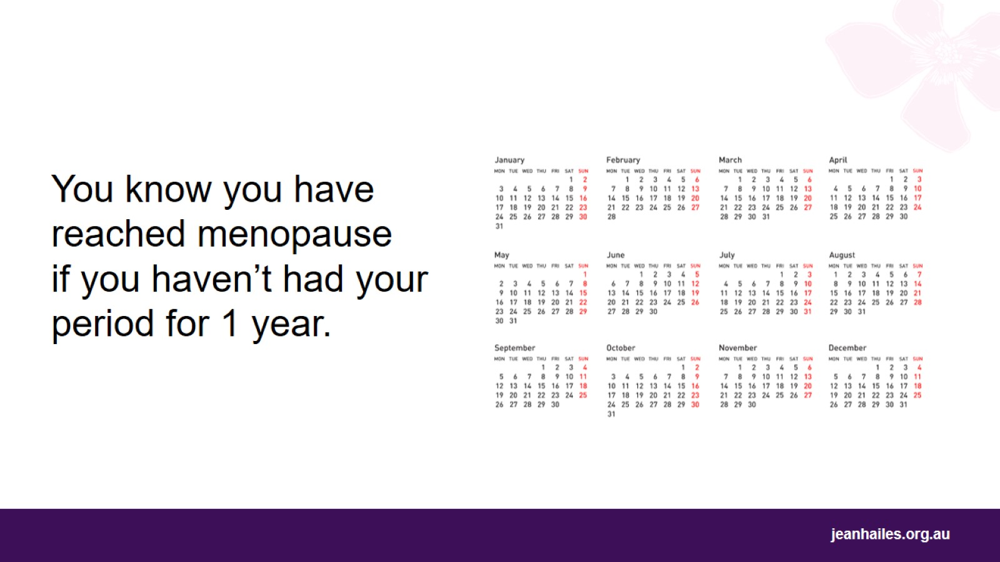 You know you have
reached menopause
if you haven’t had your
period for 1 year.
January
MON TUE WED THU FRI SAT SUN
1 2
3 4 5 6 7 8 9
10 11 12 13 14 15 16
17 18 19 20 21 22 23
24 25 26 27 28 29 30
31
February
MON TUE WED THU FRI SAT SUN
1 2 3 4 5 6
7 8 9 10 11 12 13
14 15 16 17 18 19 20
21 22 23 24 25 26 27
28
March
MON TUE WED THU FRI SAT SUN
1 2 3 4 5 6
7 8 9 10 11 12 13
14 15 16 17 18 19 20
21 22 23 24 25 26 27
28 29 30 31
April
MON TUE WED THU FRI SAT SUN
1 2 3
4 5 6 7 8 9 10
11 12 13 14 15 16 17
18 19 20 21 22 23 24
25 26 27 28 29 30
May
MON TUE WED THU FRI SAT SUN
1
2 3 4 5 6 7 8
9 10 11 12 13 14 15
16 17 18 19 20 21 22
23 24 25 26 27 28 29
30 31
June
MON TUE WED THU FRI SAT SUN
1 2 3 4 5
6 7 8 9 10 11 12
13 14 15 16 17 18 19
20 21 22 23 24 25 26
27 28 29 30
July
MON TUE WED THU FRI SAT SUN
1 2 3
4 5 6 7 8 9 10
11 12 13 14 15 16 17
18 19 20 21 22 23 24
25 26 27 28 29 30 31
August
MON TUE WED THU FRI SAT SUN
1 2 3 4 5 6 7
8 9 10 11 12 13 14
15 16 17 18 19 20 21
22 23 24 25 26 27 28
29 30 31
September
MON TUE WED THU FRI SAT SUN
1 2 3 4
5 6 7 8 9 10 11
12 13 14 15 16 17 18
19 20 21 22 23 24 25
26 27 28 29 30
October
MON TUE WED THU FRI SAT SUN
1 2
3 4 5 6 7 8 9
10 11 12 13 14 15 16
17 18 19 20 21 22 23
24 25 26 27 28 29 30
31
November
MON TUE WED THU FRI SAT SUN
1 2 3 4 5 6
7 8 9 10 11 12 13
14 15 16 17 18 19 20
21 22 23 24 25 26 27
28 29 30
December
MON TUE WED THU FRI SAT SUN
1 2 3 4
5 6 7 8 9 10 11
12 13 14 15 16 17 18
19 20 21 22 23 24 25
26 27 28 29 30 31
jeanhailes.org.au